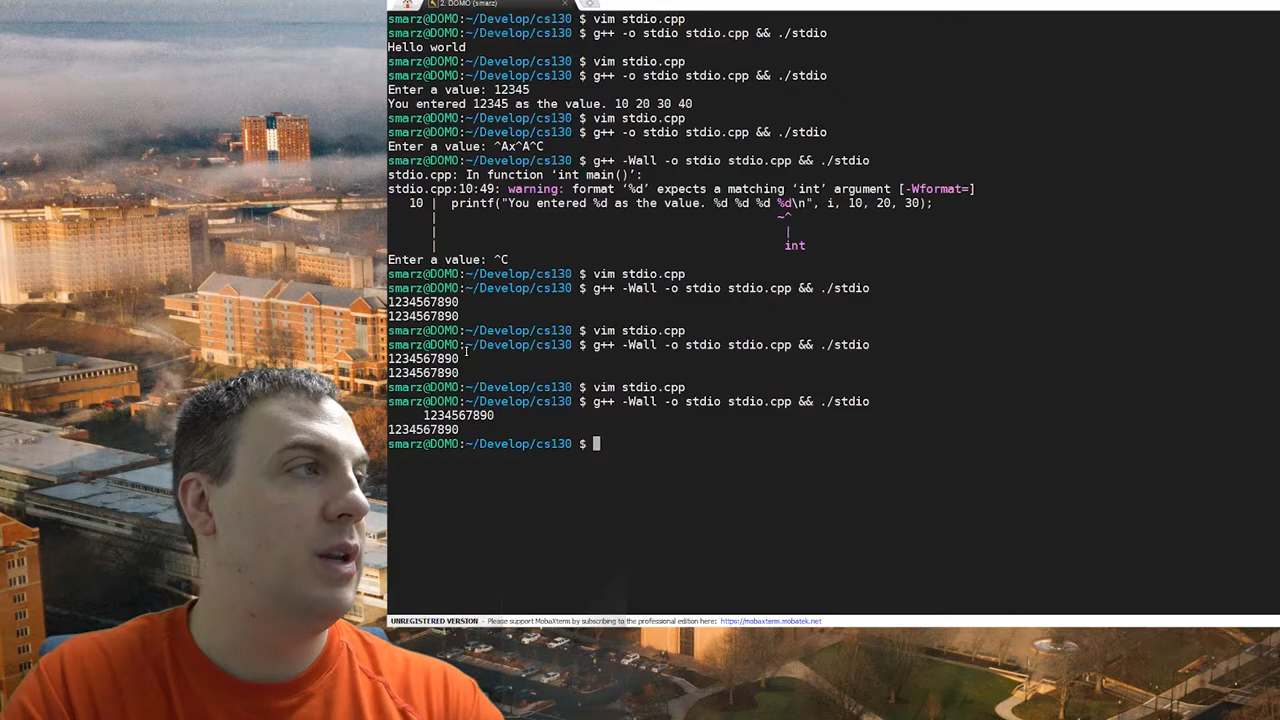 2. DOMO (smarz)
smarz@DOMO:~/Develop/cs130 $ vim stdio.cpp
smarz@DOMO:~/Develop/cs130 $ g++ -o stdio stdio.cpp && ./stdio
Hello world
smarz@DOMO:~/Develop/cs130 $ vim stdio.cpp
smarz@DOMO:~/Develop/cs130 $ g++ -o stdio stdio.cpp && ./stdio
Enter a value: 12345
You entered 12345 as the value. 10 20 30 40
smarz@DOMO:~/Develop/cs130 $ vim stdio.cpp
smarz@DOMO:~/Develop/cs130 $ g++ -o stdio stdio.cpp && ./stdio
Enter a value: ^Ax^A^C
smarz@DOMO:~/Develop/cs130 $ g++ -Wall -o stdio stdio.cpp && ./stdio
stdio.cpp: In function ‘int main()’:
stdio.cpp:10:49: warning: format ‘%d’ expects a matching ‘int’ argument [-Wformat=]
10 | printf("You entered %d as the value. %d %d %d %d\n", i, 10, 20, 30);
| ~^
| |
| int
Enter a value: ^C
smarz@DOMO:~/Develop/cs130 $ vim stdio.cpp
smarz@DOMO:~/Develop/cs130 $ g++ -Wall -o stdio stdio.cpp && ./stdio
1234567890
1234567890
smarz@DOMO:~/Develop/cs130 $ vim stdio.cpp
smarz@DOMO:~/Develop/cs130 $ g++ -Wall -o stdio stdio.cpp && ./stdio
1234567890
1234567890
smarz@DOMO:~/Develop/cs130 $ vim stdio.cpp
smarz@DOMO:~/Develop/cs130 $ g++ -Wall -o stdio stdio.cpp && ./stdio
1234567890
1234567890
smarz@DOMO:~/Develop/cs130 $
UNREGISTERED VERSION - Please support MobaXterm by subscribing to the professional edition here: https://mobaxterm.mobatek.net